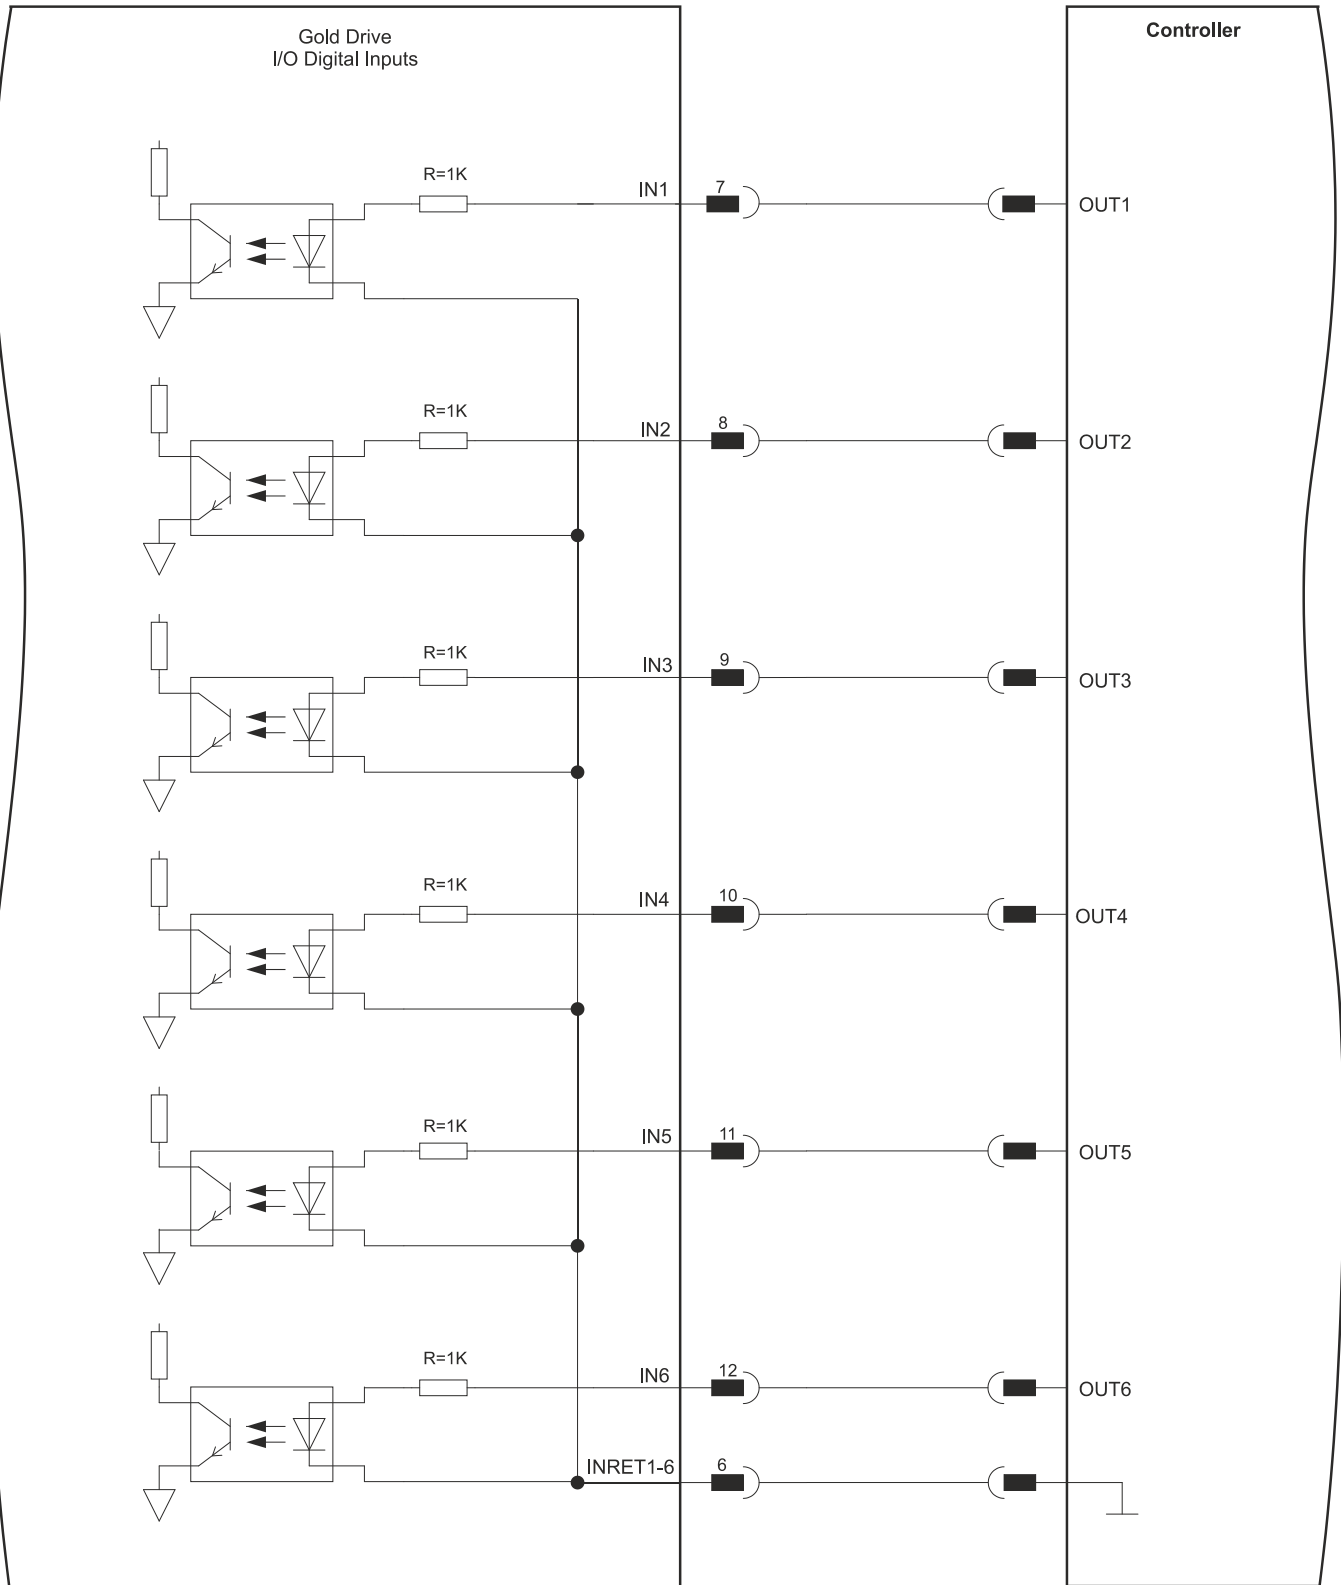 Gold Drive
I/O Digital Inputs
Controller
R=1K
IN1
7
OUT1
R=1K
IN2
8
OUT2
R=1K
IN3
9
OUT3
R=1K
IN4
10
OUT4
R=1K
IN5
11
OUT5
R=1K
IN6
12
OUT6
INRET1-6
6